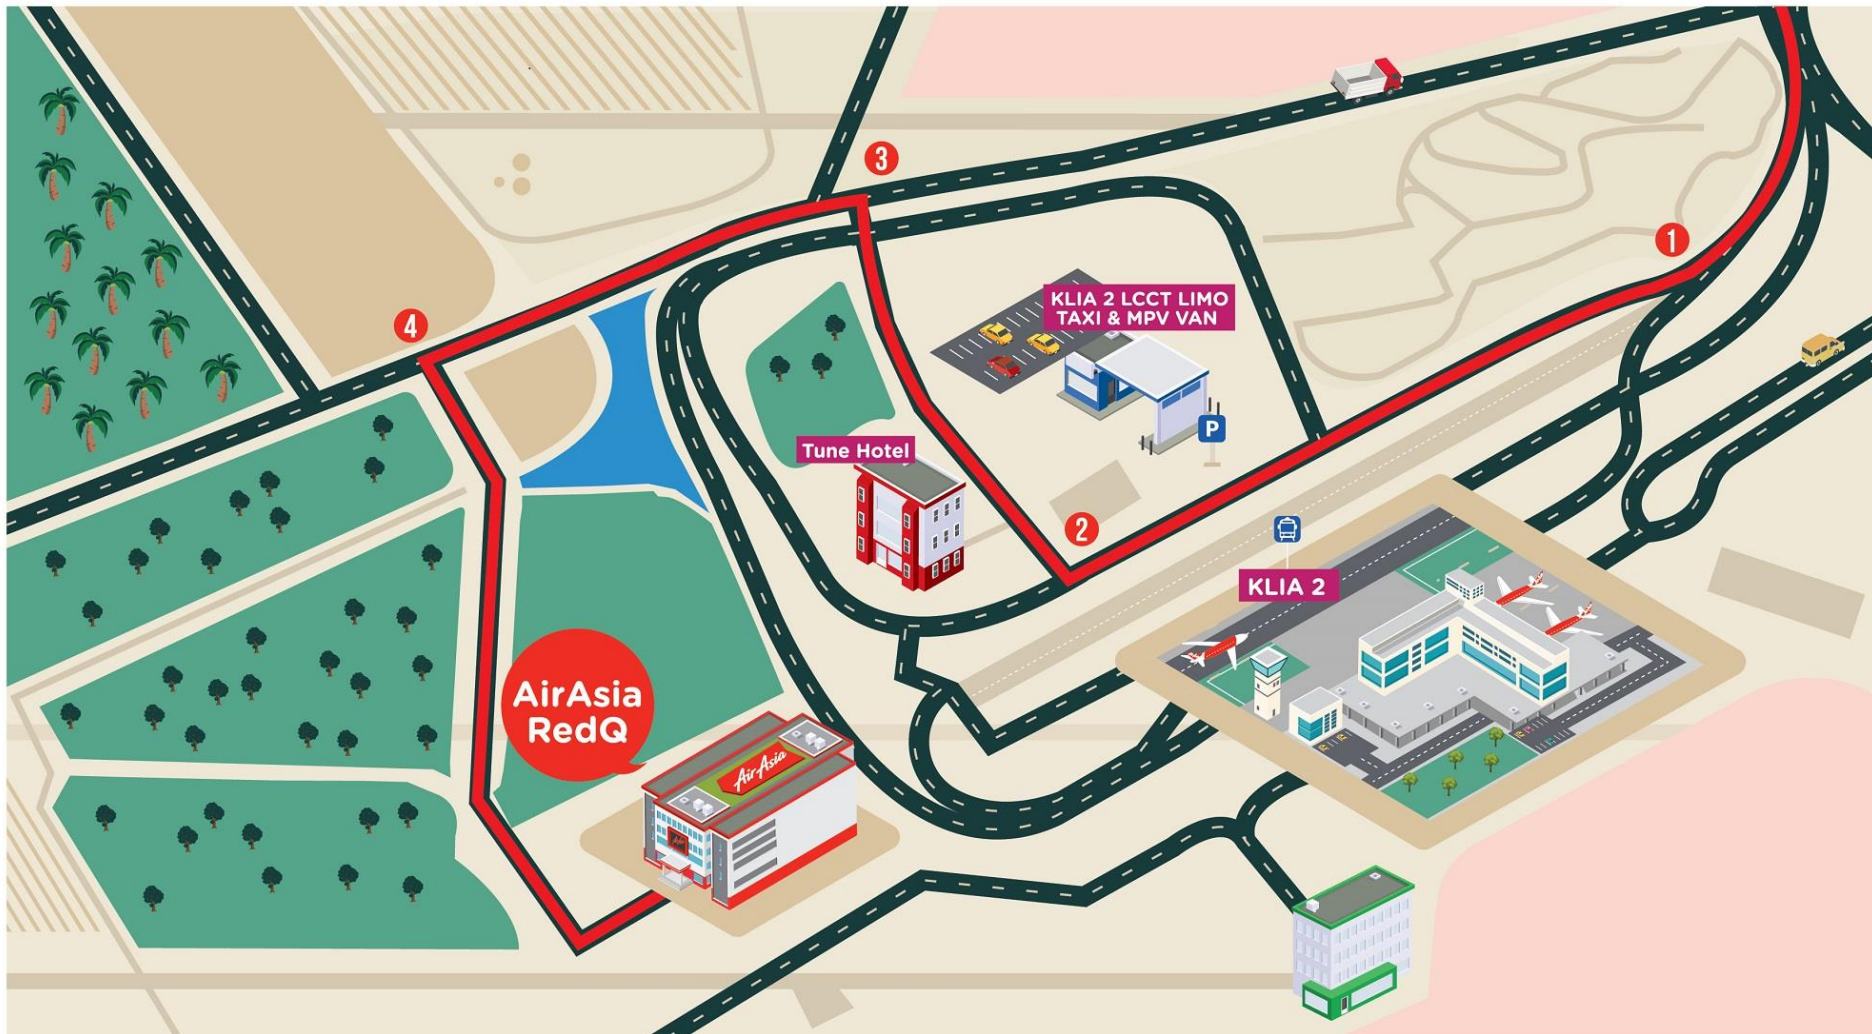 3
1
KLIA 2 LCCT LIMO
TAXI & MPV VAN
4
P
Tune Hotel
2
KLIA 2
AirAsia
RedQ
AirAsia